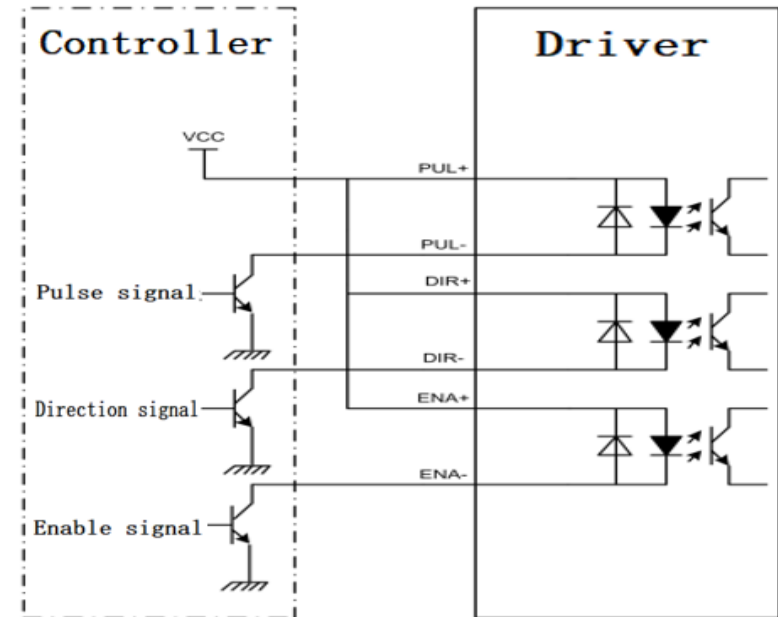 Controller
Driver
VCC
PUL+
PUL-
DIR+
Pulse signal
DIR-
ENA+
Direction signal
ENA-
Enable signal